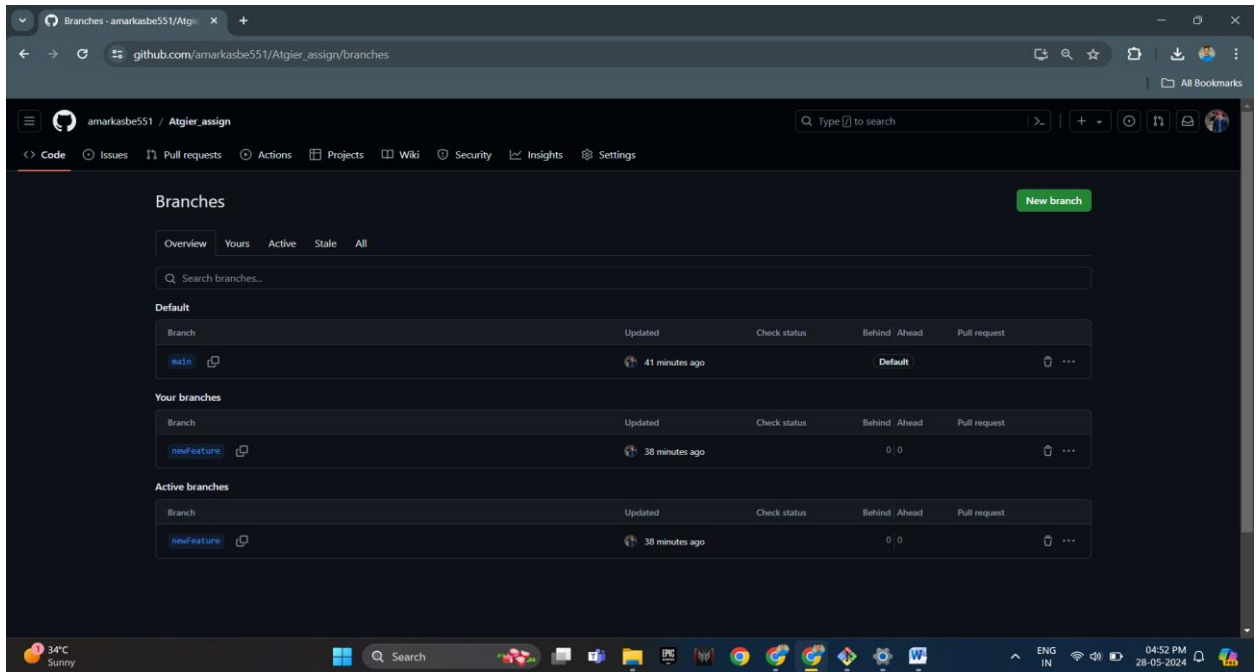 Branches · amarkasbe551/Atgie
github.com/amarkasbe551/Atgier_assign/branches
All Bookmarks
amarkasbe551 / Atgier_assign
Type / to search
Code Issues Pull requests Actions Projects Wiki Security Insights Settings
Branches
New branch
Overview Yours Active Stale All
Search branches...
Default
Branch Updated Check status Behind Ahead Pull request
main 41 minutes ago Default
Your branches
Branch Updated Check status Behind Ahead Pull request
newFeature 38 minutes ago 0 0
Active branches
Branch Updated Check status Behind Ahead Pull request
newFeature 38 minutes ago 0 0
1
34°C
Sunny
Search
EPIC
W
ENG
IN
04:52 PM
28-05-2024